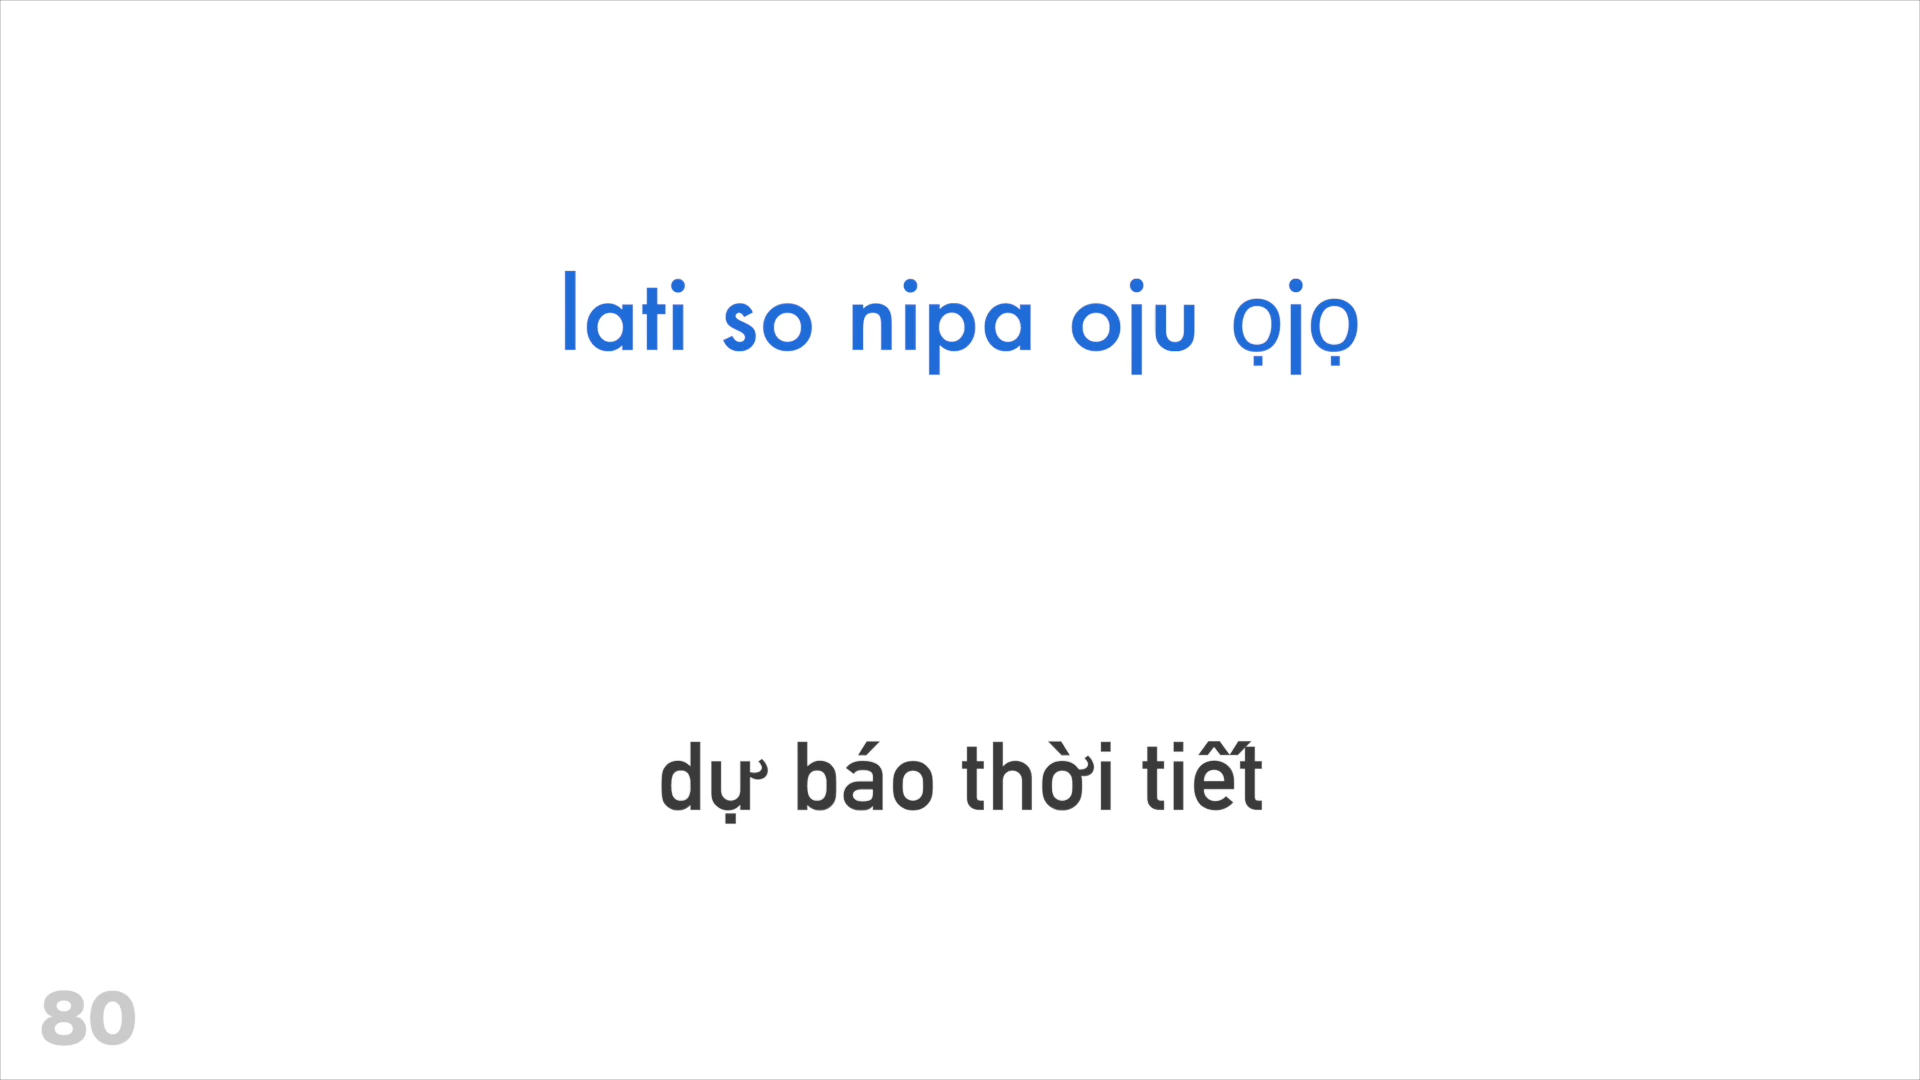 lati so nipa oju ọjọ
dự báo thời tiết
80